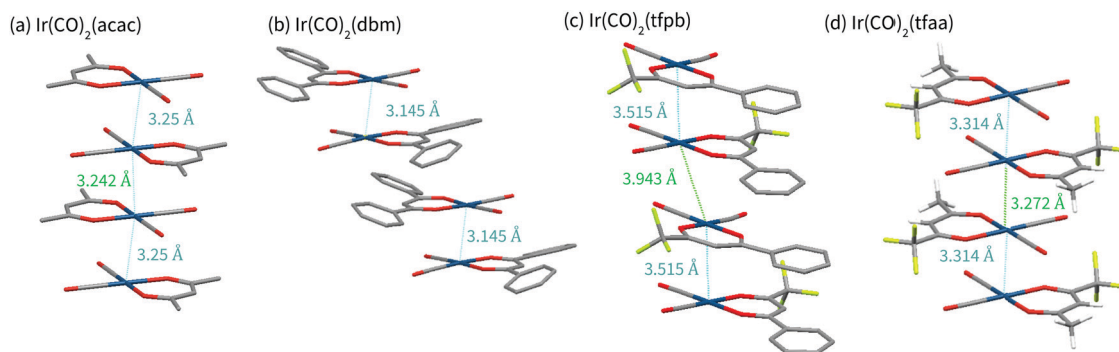 (a) Ir(CO)₂(acac)
3.25 Å
3.242 Å
3.25 Å
(b) Ir(CO)₂(dbm)
3.145 Å
3.145 Å
(c) Ir(CO)₂(tfpb)
3.515 Å
3.943 Å
3.515 Å
(d) Ir(CO)₂(tfaa)
3.314 Å
3.272 Å
3.314 Å